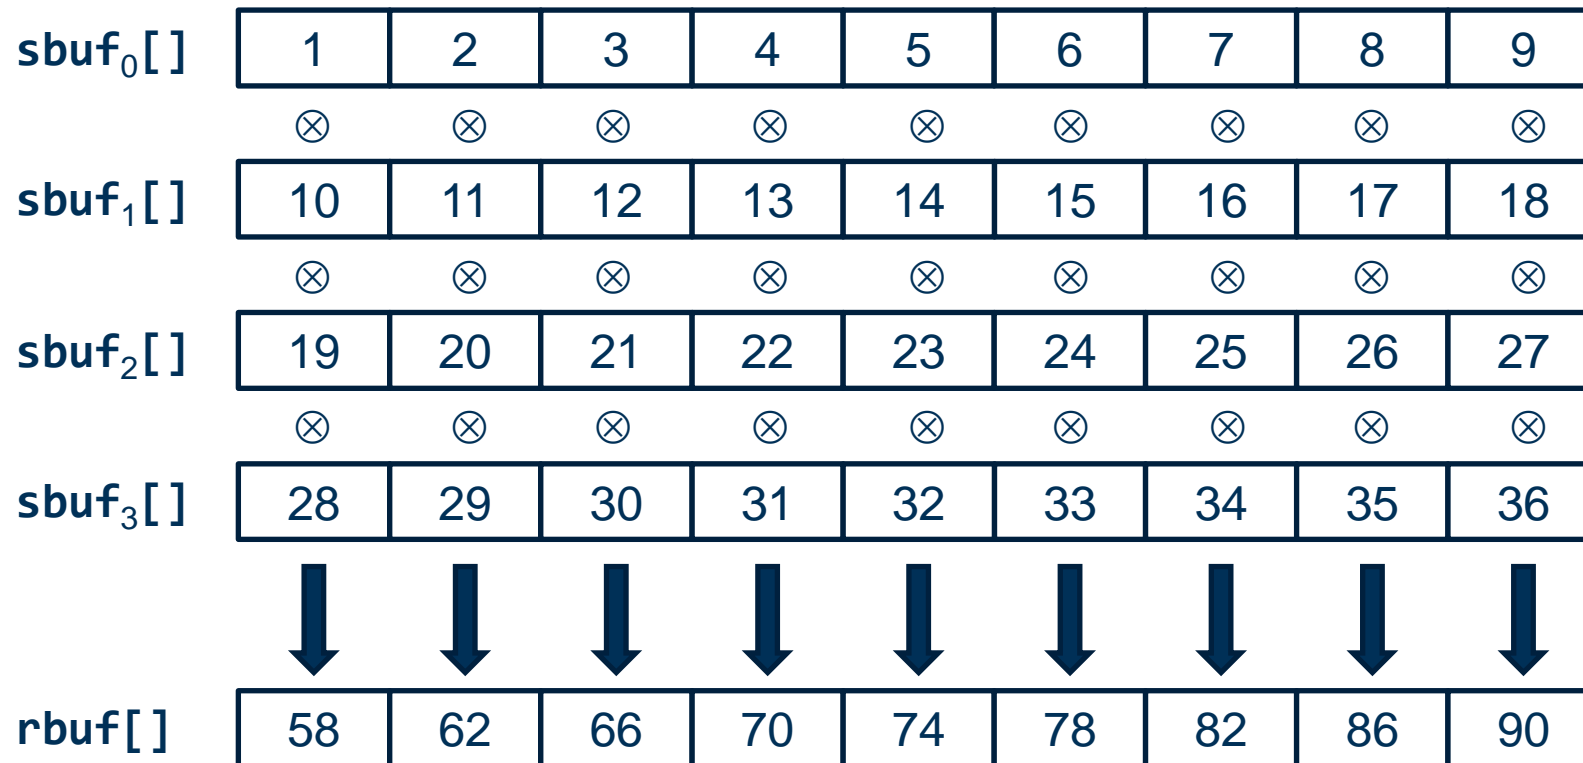 sbuf₀[] 1 2 3 4 5 6 7 8 9
⊗ ⊗ ⊗ ⊗ ⊗ ⊗ ⊗ ⊗ ⊗
sbuf₁[] 10 11 12 13 14 15 16 17 18
⊗ ⊗ ⊗ ⊗ ⊗ ⊗ ⊗ ⊗ ⊗
sbuf₂[] 19 20 21 22 23 24 25 26 27
⊗ ⊗ ⊗ ⊗ ⊗ ⊗ ⊗ ⊗ ⊗
sbuf₃[] 28 29 30 31 32 33 34 35 36
rbuf[] 58 62 66 70 74 78 82 86 90